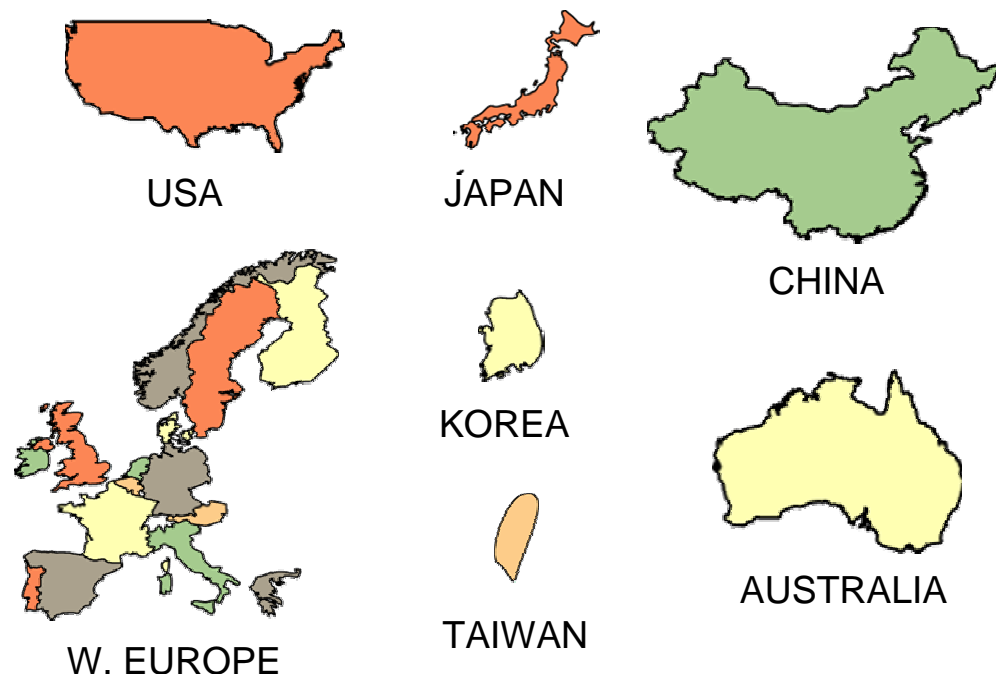 USA
JAPAN
CHINA
KOREA
AUSTRALIA
TAIWAN
W. EUROPE